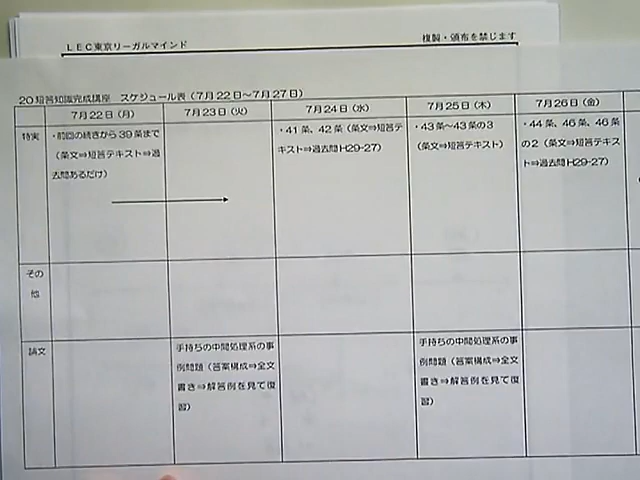 LEC東京リーガルマインド
複製・頒布を禁じます
20短答知識完成講座 スケジュール表（7月22日～7月27日）
7月22日（月）
7月23日（火）
7月24日（水）
7月25日（木）
7月26日（金）
特実
・前回の続きから39条まで
（条文⇒短答テキスト⇒過
去問あるだけ）
・41条、42条（条文⇒短答テ
キスト⇒過去問H29-27）
・43条～43条の3
（条文⇒短答テキスト）
・44条、46条、46条
の2（条文⇒短答テキス
ト⇒過去問H29-27）
その
他
論文
手持ちの中間処理系の事
例問題（答案構成⇒全文
書き⇒解答例を見て復
習）
手持ちの中間処理系の事
例問題（答案構成⇒全文
書き⇒解答例を見て復
習）